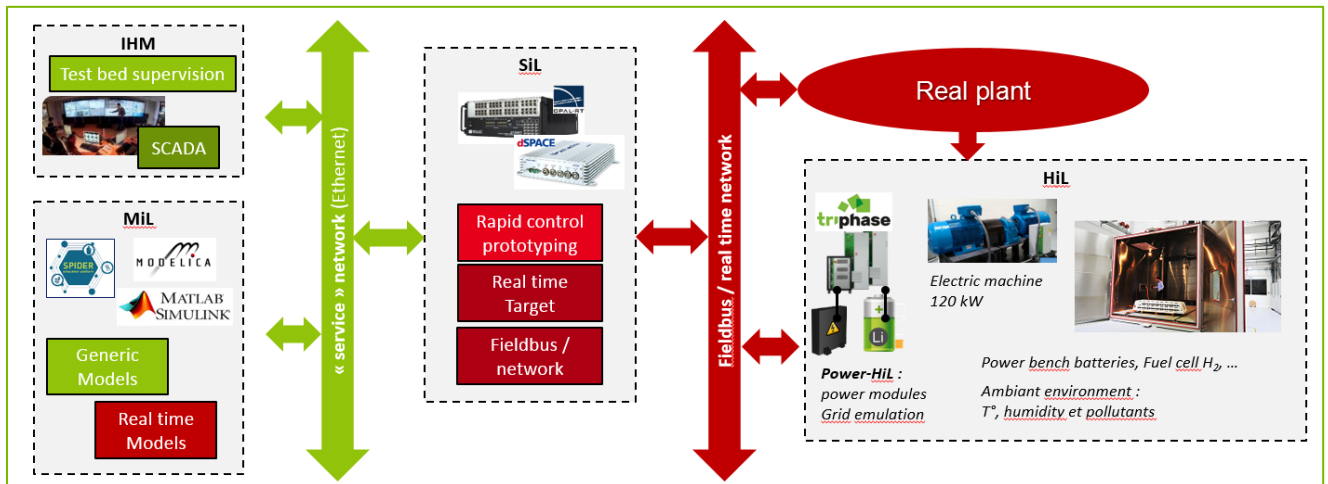 IHM
Test bed supervision
SCADA
MiL
SPIDER
MODELICA
MATLAB
SIMULINK
Generic
Models
Real time
Models
« service » network (Ethernet)
SiL
OPAL-RT
dSPACE
Rapid control
prototyping
Real time
Target
Fieldbus /
network
Fieldbus / real time network
Real plant
HiL
triphase
Li
Power-HiL :
power modules
Grid emulation
Electric machine
120 kW
Power bench batteries, Fuel cell H₂, …
Ambiant environment :
T°, humidity et pollutants